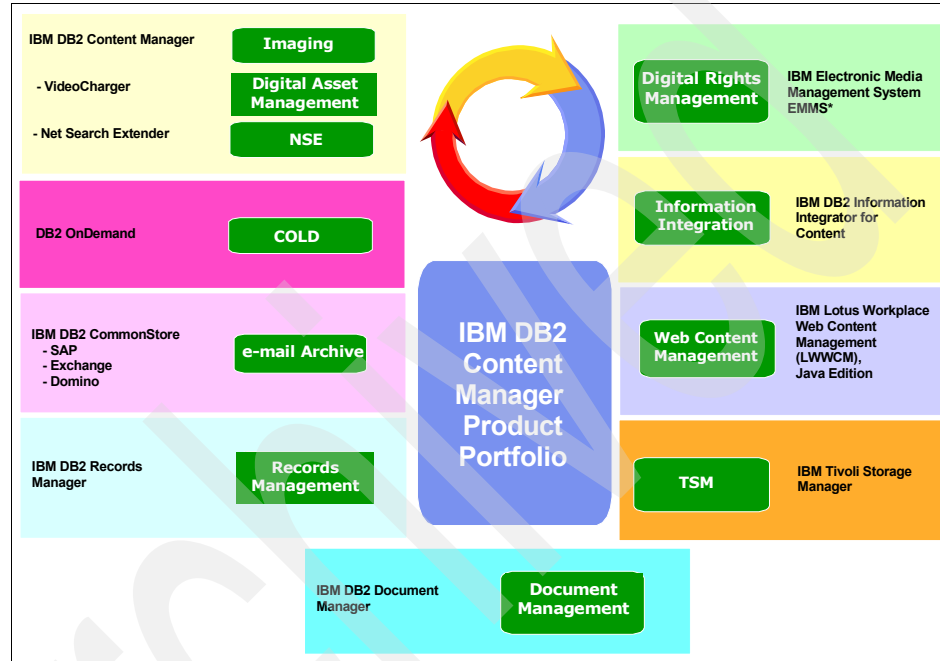 IBM DB2 Content Manager
Imaging
- VideoCharger
Digital Asset
Management
- Net Search Extender
NSE
DB2 OnDemand
COLD
IBM DB2 CommonStore
- SAP
- Exchange
- Domino
e-mail Archive
IBM DB2 Records
Manager
Records
Management
IBM DB2
Content
Manager
Product
Portfolio
Digital Rights
Management
IBM Electronic Media
Management System
EMMS*
Information
Integration
IBM DB2 Information
Integrator for
Content
Web Content
Management
IBM Lotus Workplace
Web Content
Management
(LWWCM),
Java Edition
TSM
IBM Tivoli Storage
Manager
IBM DB2 Document
Manager
Document
Management